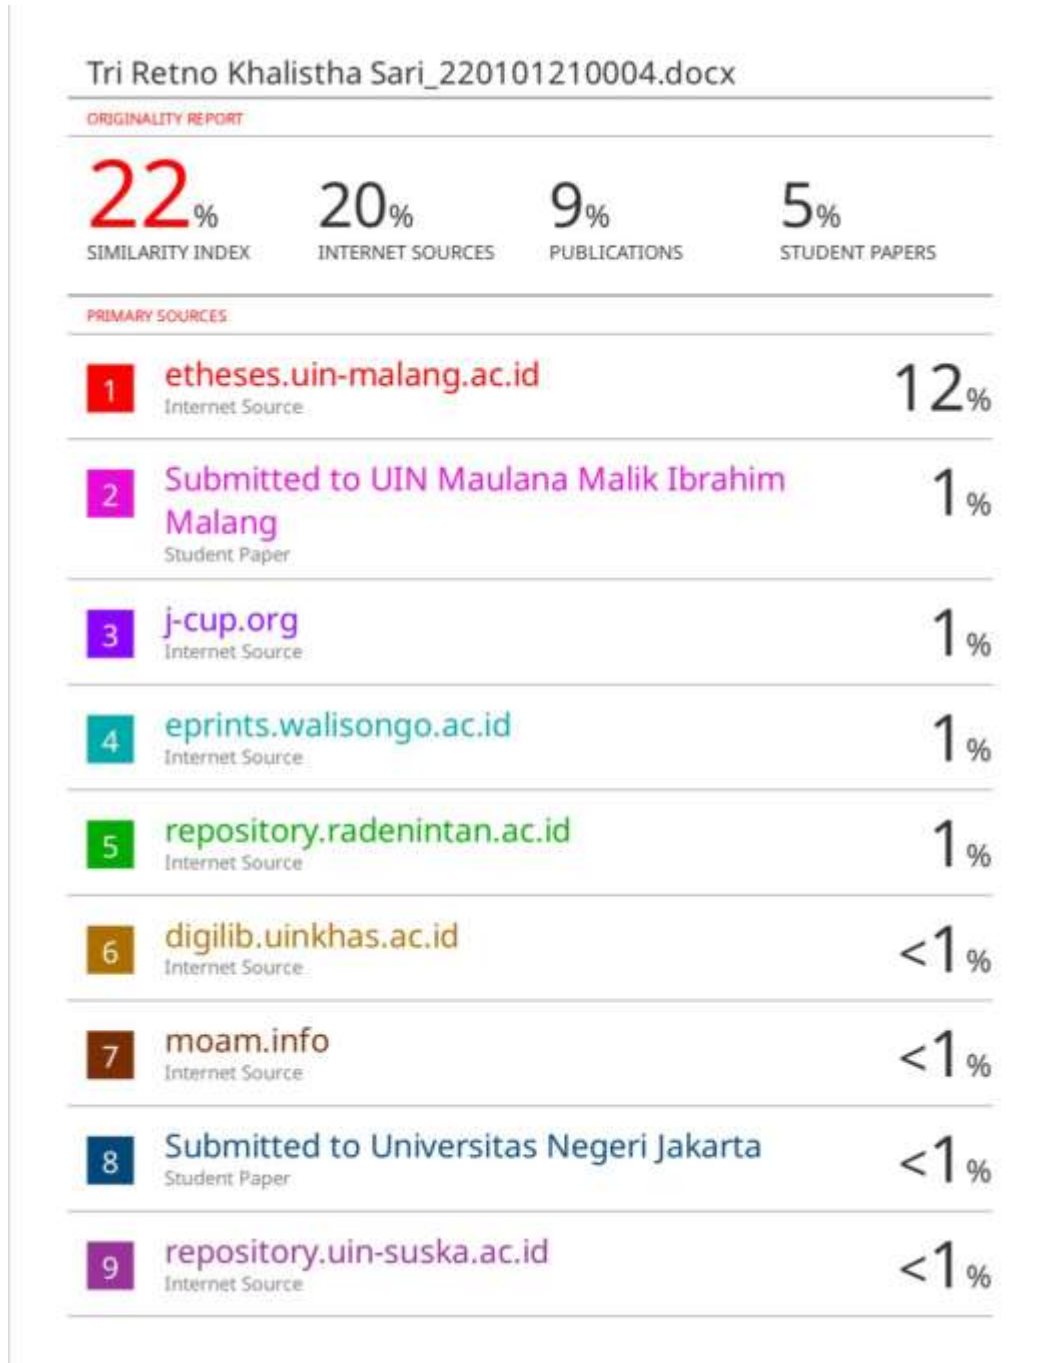 Tri Retno Khalistha Sari_220101210004.docx
ORIGINALITY REPORT
22% 20% 9% 5%
SIMILARITY INDEX INTERNET SOURCES PUBLICATIONS STUDENT PAPERS
PRIMARY SOURCES
1 etheses.uin-malang.ac.id 12%
Internet Source
2 Submitted to UIN Maulana Malik Ibrahim 1%
Malang
Student Paper
3 j-cup.org 1%
Internet Source
4 eprints.walisongo.ac.id 1%
Internet Source
5 repository.radenintan.ac.id 1%
Internet Source
6 digilib.uinkhas.ac.id <1%
Internet Source
7 moam.info <1%
Internet Source
8 Submitted to Universitas Negeri Jakarta <1%
Student Paper
9 repository.uin-suska.ac.id <1%
Internet Source